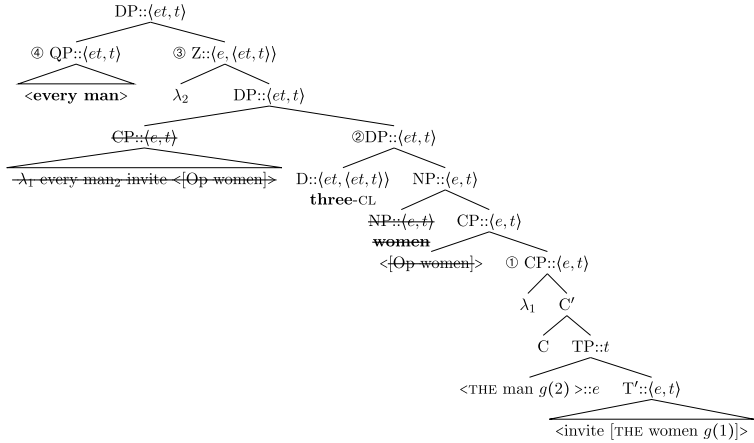 DP::⟨et, t⟩
④ QP::⟨et, t⟩ ③ Z::⟨e, ⟨et, t⟩⟩
<every man> λ₂ DP::⟨et, t⟩
CP::⟨e, t⟩ ②DP::⟨et, t⟩
λ₁ every man₂ invite <[Op women]> D::⟨et, ⟨et, t⟩⟩ NP::⟨e, t⟩
three-CL NP::⟨e, t⟩ CP::⟨e, t⟩
women
<[Op women]> ① CP::⟨e, t⟩
λ₁ C′
C TP::t
<THE man g(2) >::e T′::⟨e, t⟩
<invite [THE women g(1)]>